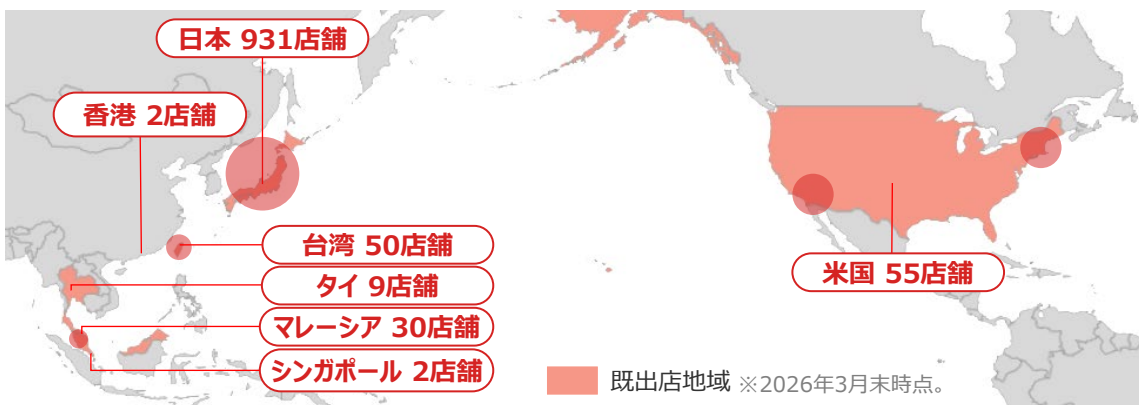 日本 931店舗
香港 2店舗
台湾 50店舗
タイ 9店舗
マレーシア 30店舗
シンガポール 2店舗
米国 55店舗
既出店地域 ※2026年3月末時点。